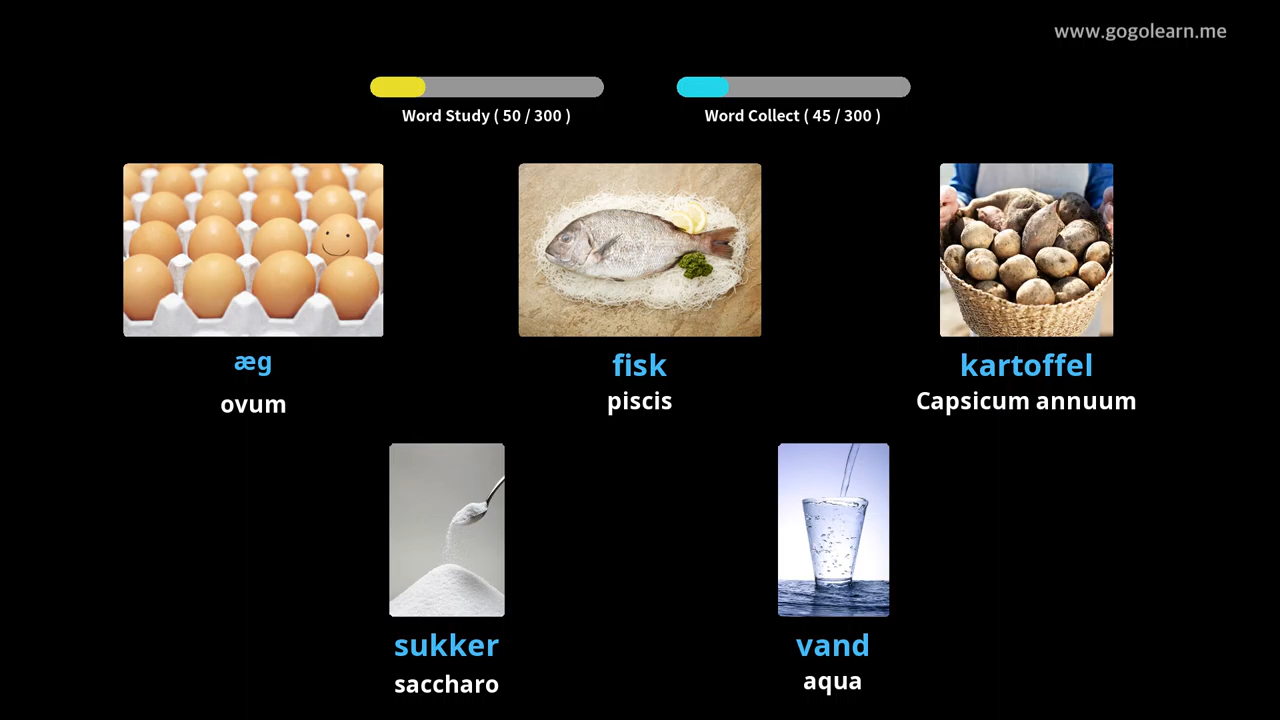 www.gogolearn.me
Word Study ( 50 / 300 )
Word Collect ( 45 / 300 )
æg
ovum
fisk
piscis
kartoffel
Capsicum annuum
sukker
saccharo
vand
aqua